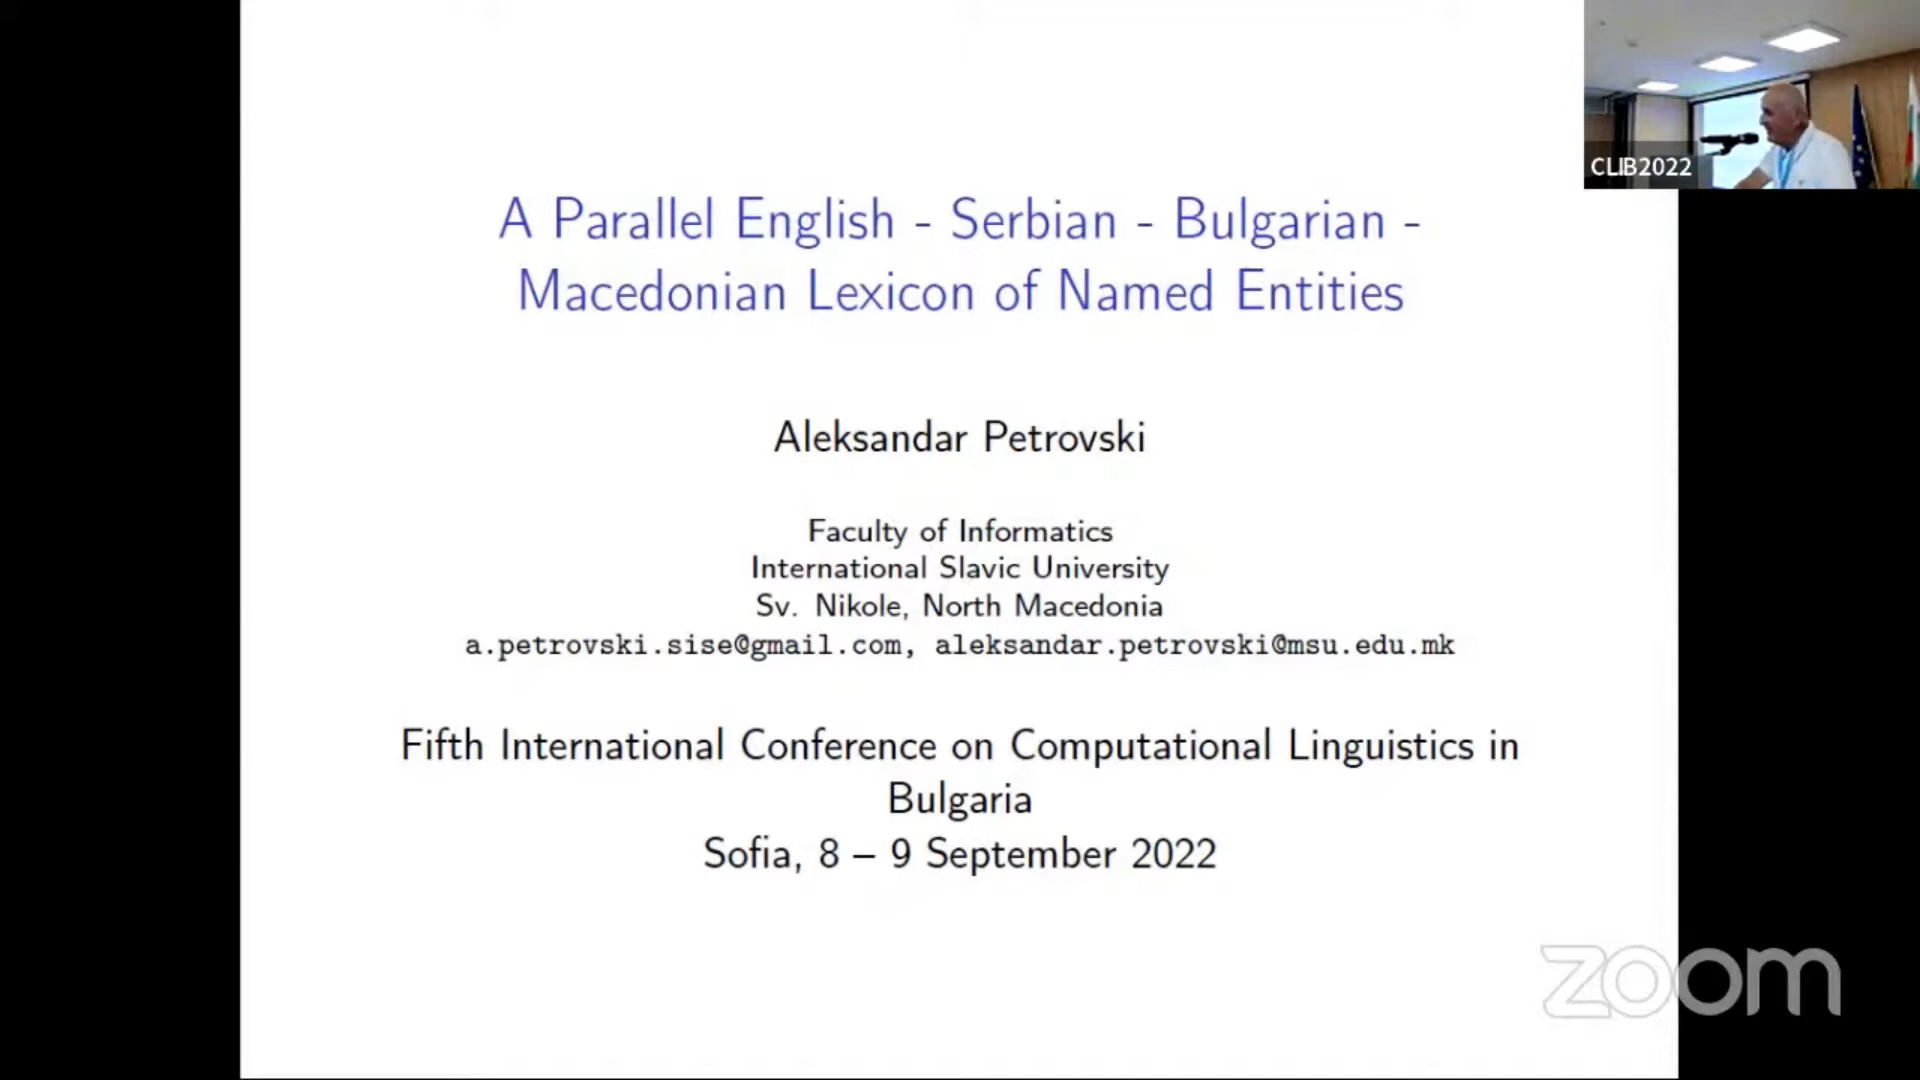 A Parallel English - Serbian - Bulgarian -
Macedonian Lexicon of Named Entities
Aleksandar Petrovski
Faculty of Informatics
International Slavic University
Sv. Nikole, North Macedonia
a.petrovski.sise@gmail.com, aleksandar.petrovski@msu.edu.mk
Fifth International Conference on Computational Linguistics in
Bulgaria
Sofia, 8 – 9 September 2022
CLIB2022
zoom